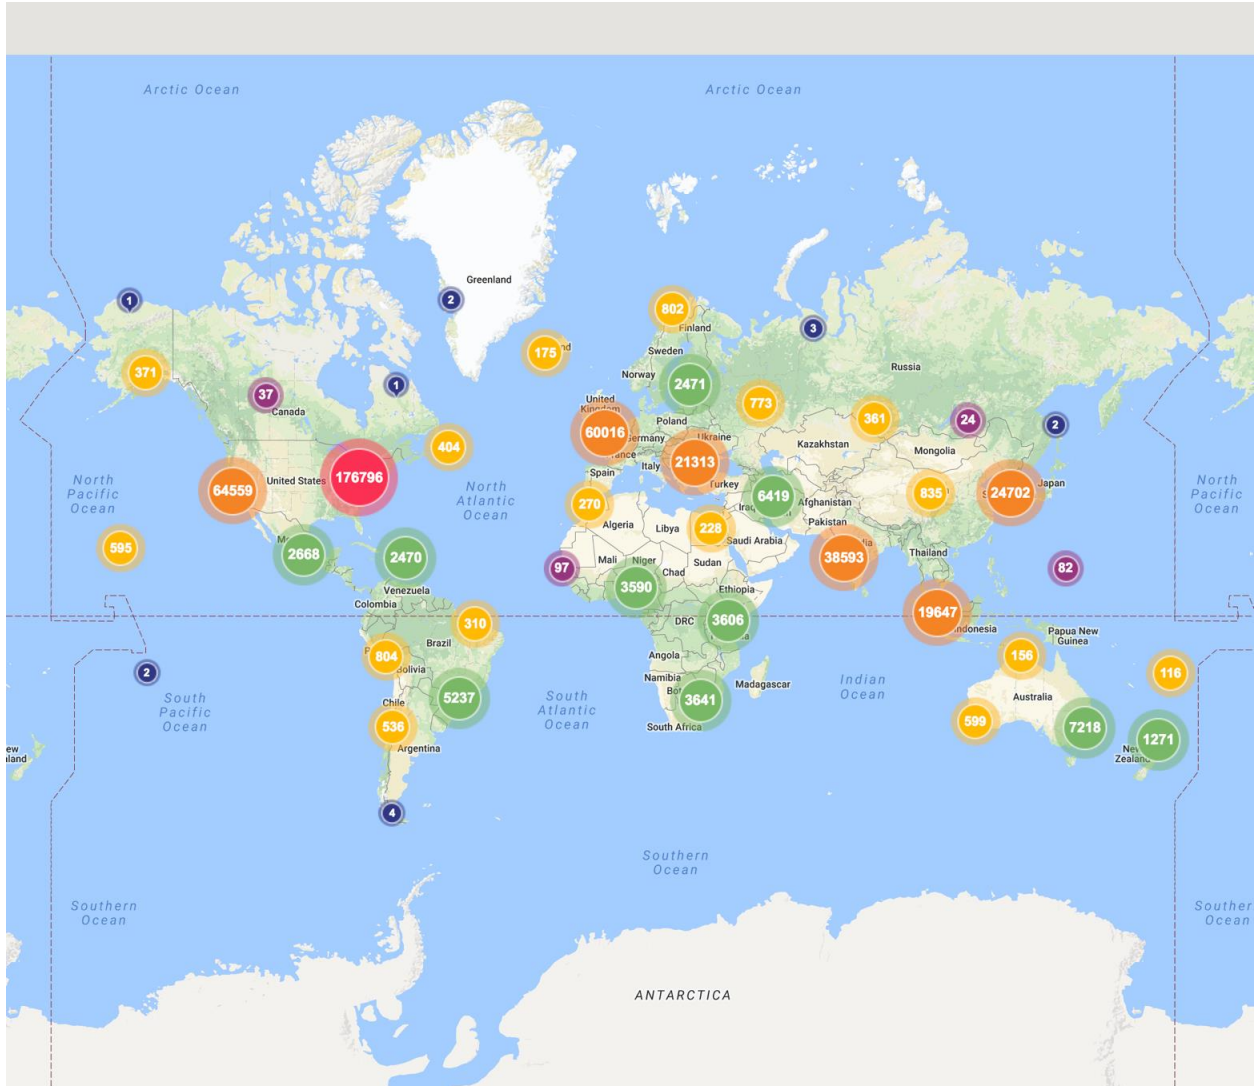 Arctic Ocean
Arctic Ocean
Greenland
1
2
802
3
Finland
175
Sweden
Russia
371
Norway
2471
1
37
Canada
United
Kingdom
773
361
24
2
Poland
60016
Germany
Ukraine
Kazakhstan
Mongolia
404
176796
United States
64559
Spain
Italy
21313
Turkey
North
Pacific
Ocean
North
Atlantic
Ocean
6419
Afghanistan
835
24702
Japan
North
Pacific
Ocean
270
Algeria
Libya
228
Pakistan
Saudi Arabia
595
2668
2470
Mali
Niger
Chad
Sudan
38593
Thailand
97
82
Venezuela
3590
Ethiopia
Colombia
310
DRC
3606
19647
Papua New
Guinea
Brazil
804
Angola
156
2
Namibia
Madagascar
Indian
Ocean
116
South
Pacific
Ocean
Chile
5237
South
Atlantic
Ocean
3641
Australia
536
South Africa
599
7218
1271
Argentina
New
Zealand
4
Southern
Ocean
Southern
Ocean
Ocean
ANTARCTICA